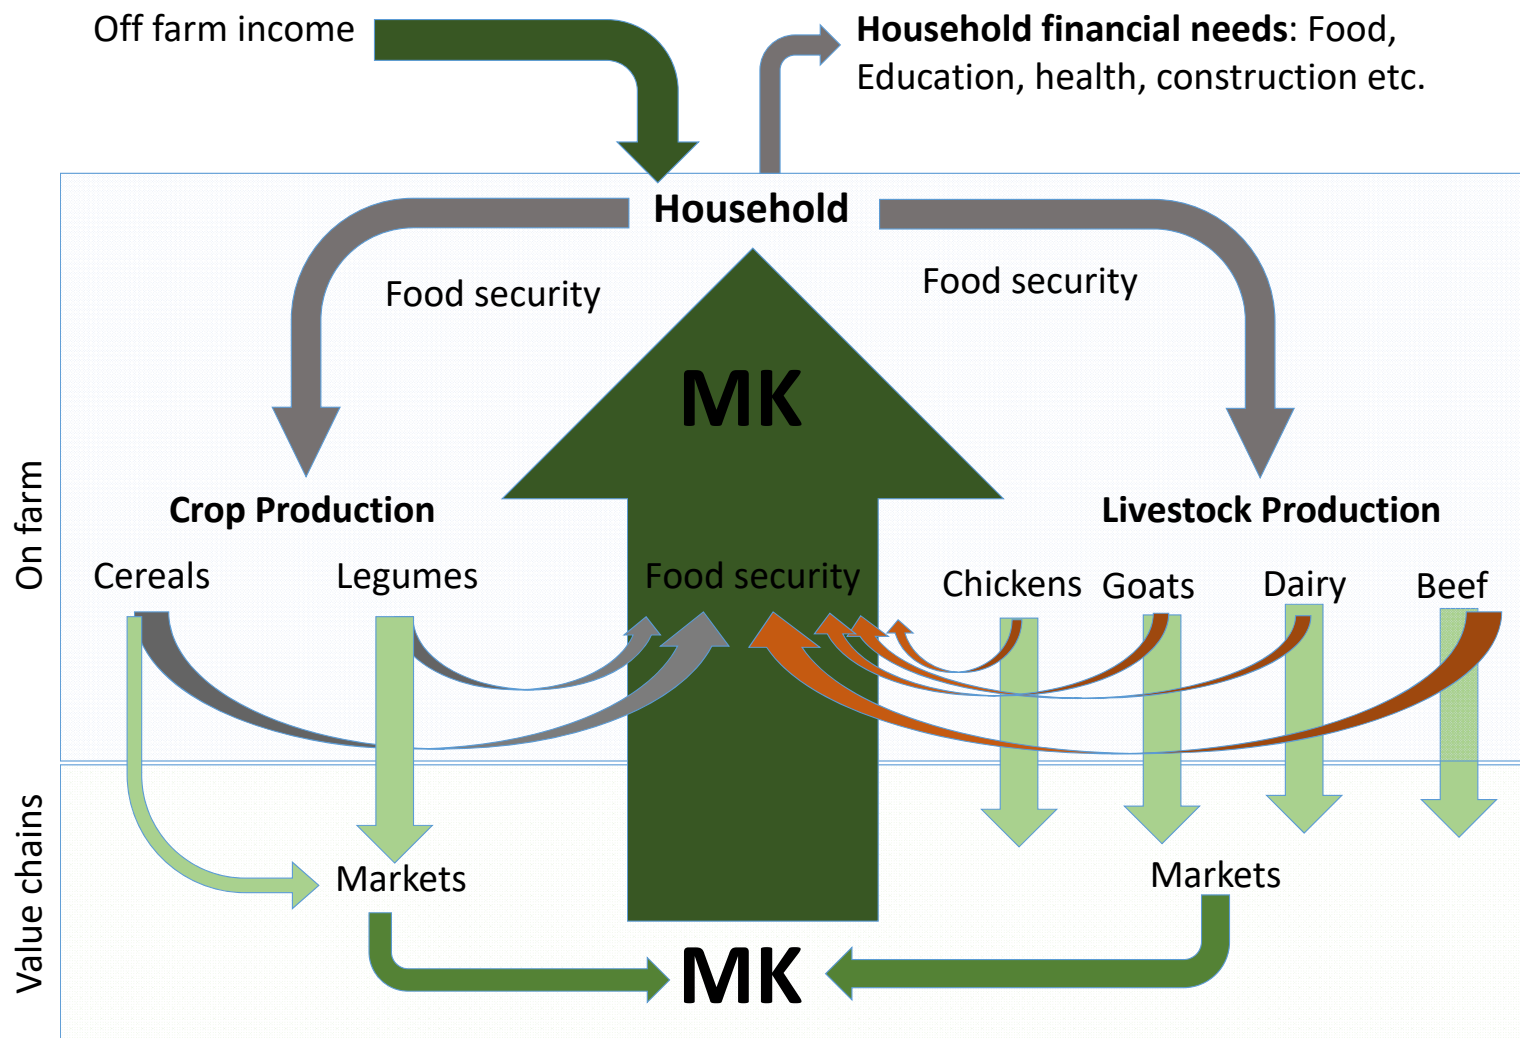 Off farm income
Household financial needs: Food,
Education, health, construction etc.
Household
Food security
Food security
MK
On farm
Crop Production
Livestock Production
Cereals
Legumes
Food security
Chickens
Goats
Dairy
Beef
Value chains
Markets
Markets
MK